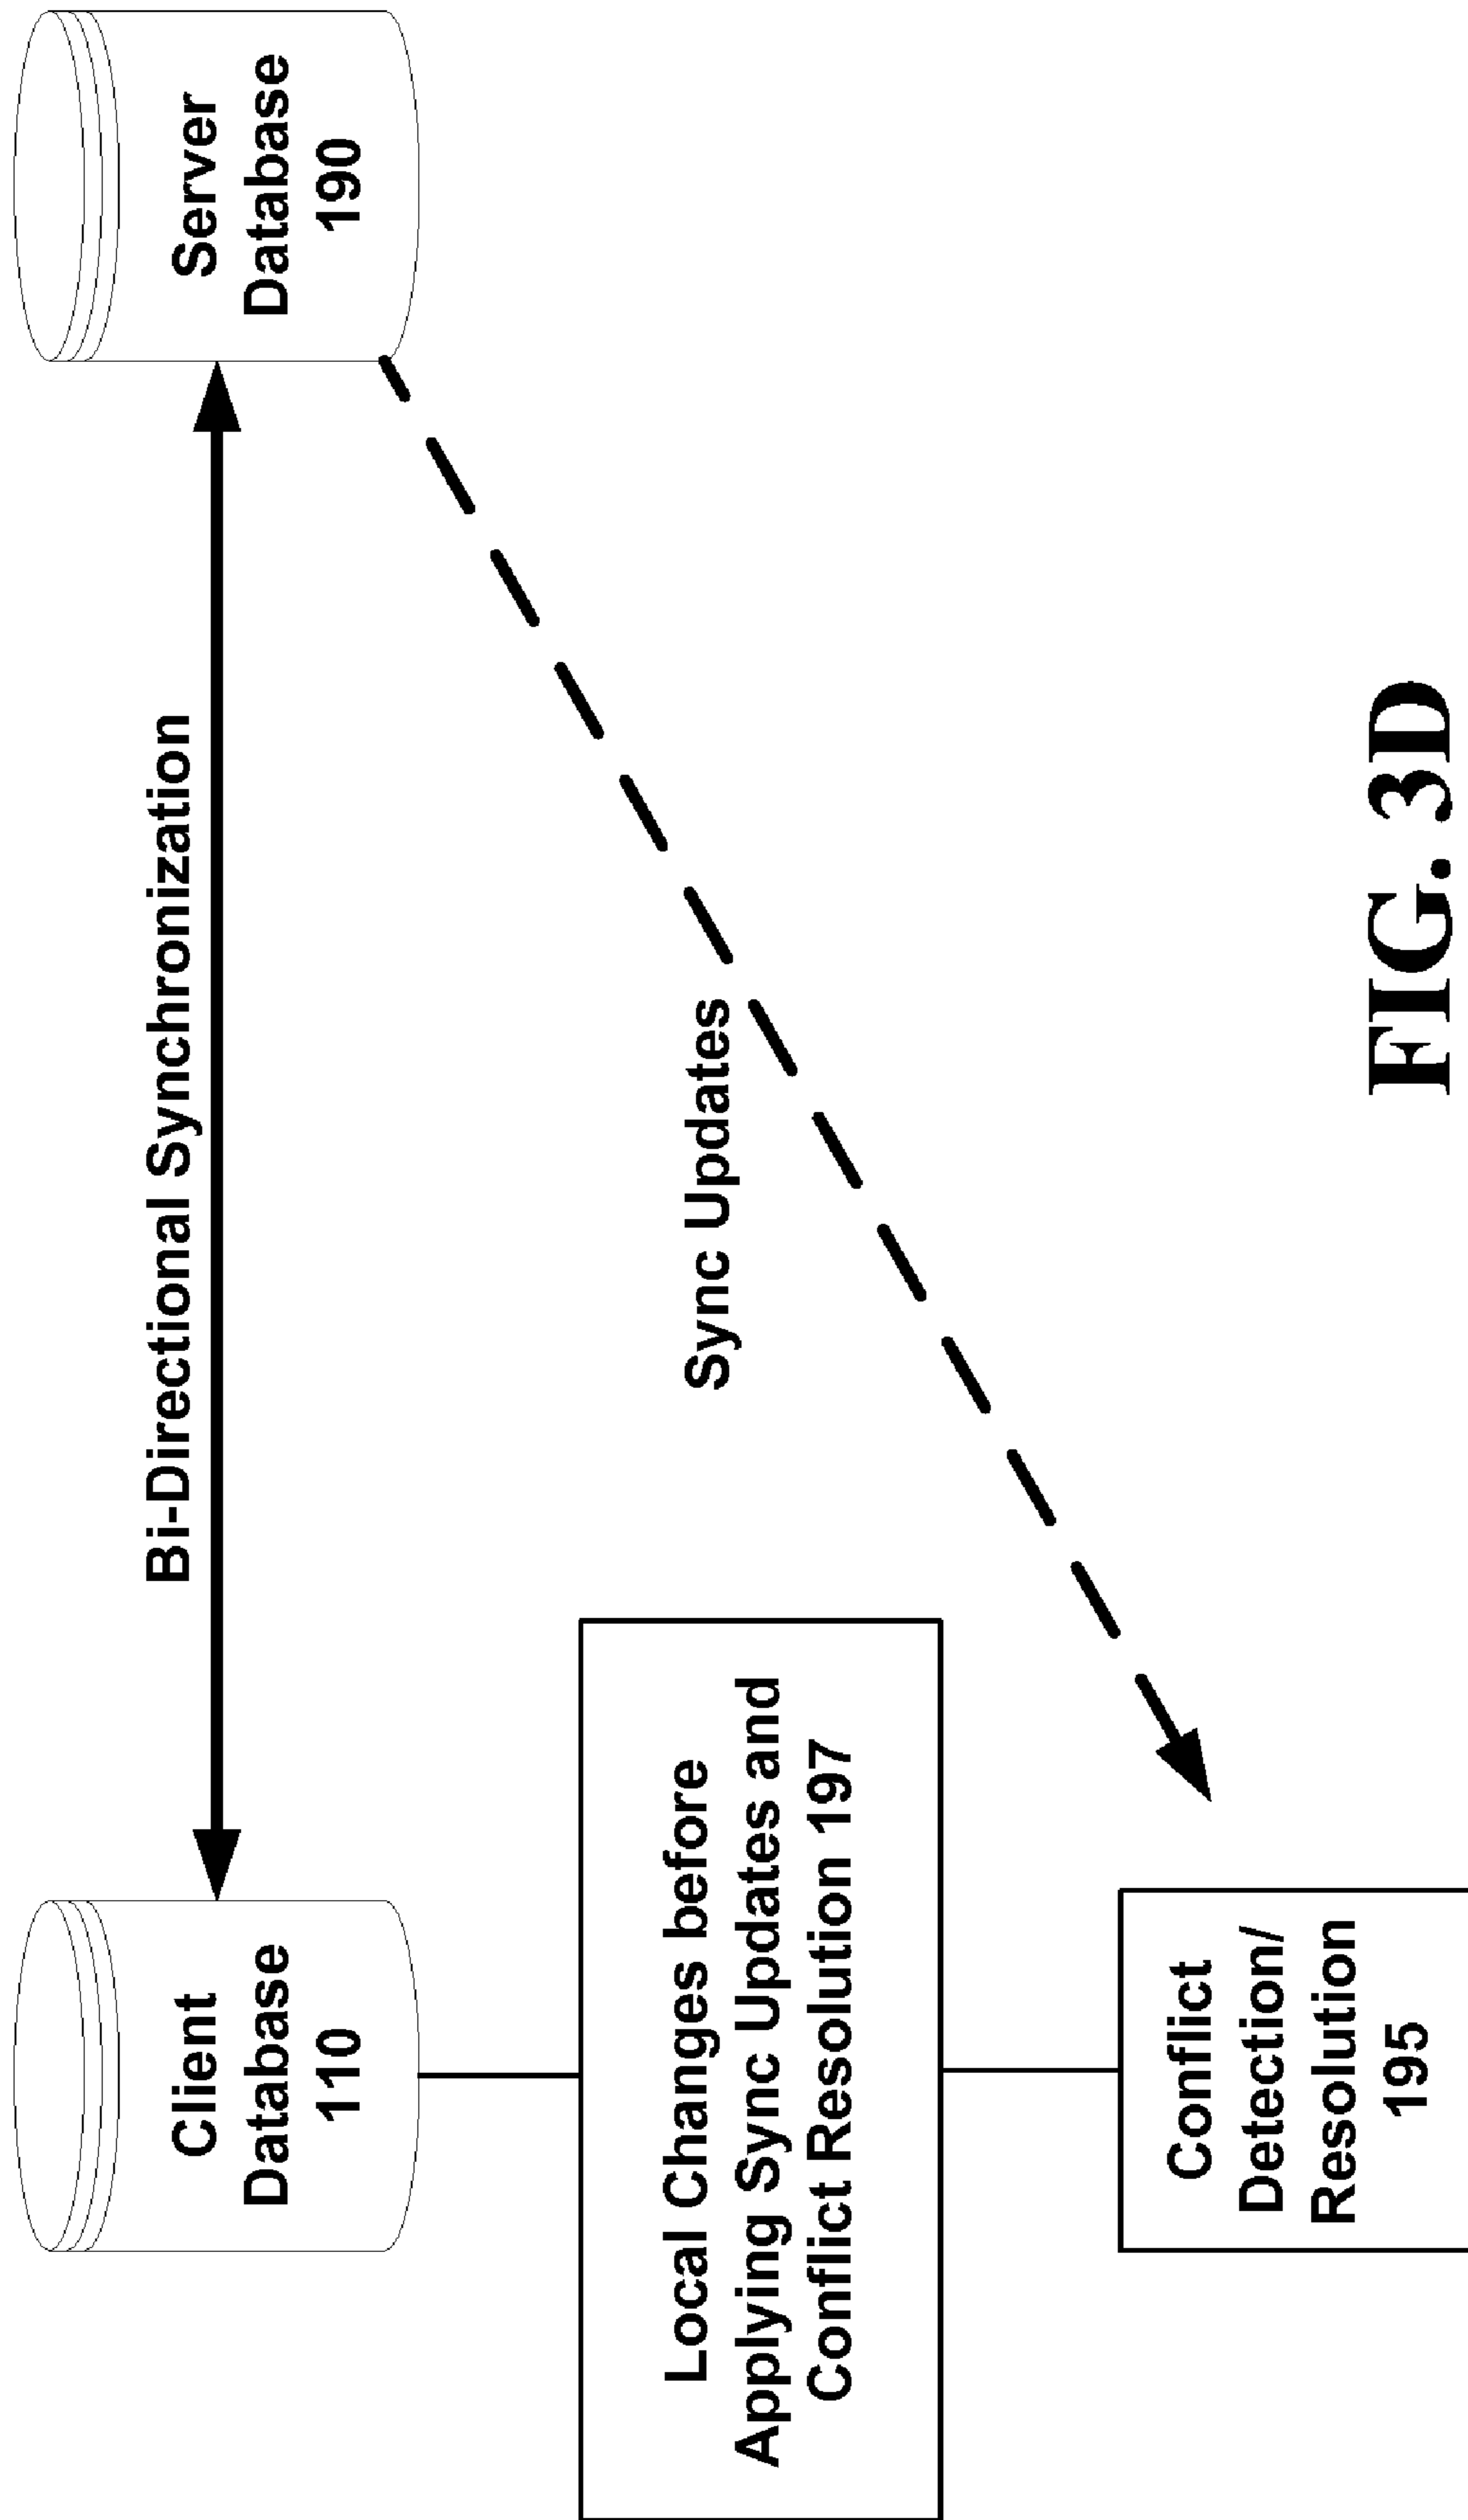 Client
Database
110
Bi-Directional Synchronization
Server
Database
190
Local Changes before
Applying Sync Updates and
Conflict Resolution 197
Sync Updates
Conflict
Detection/
Resolution
195
FIG. 3D